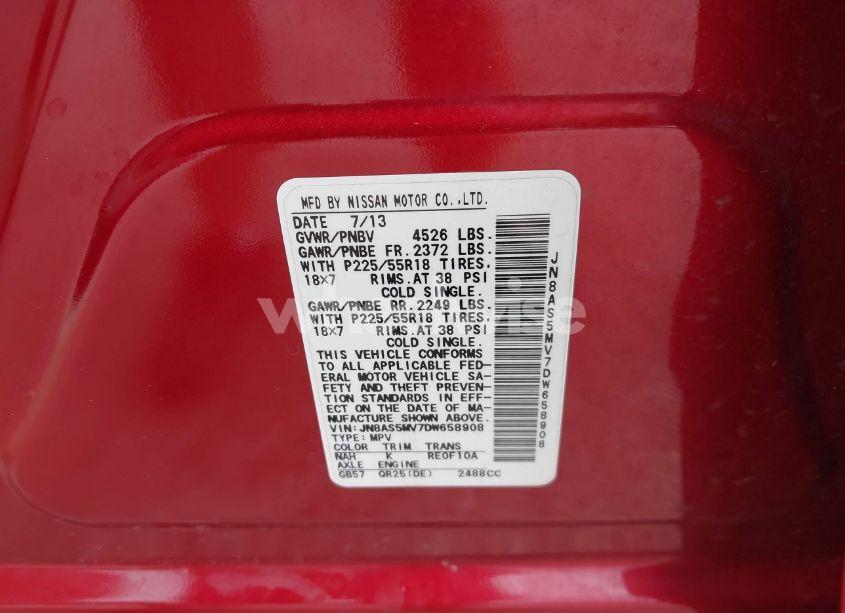 MFD BY NISSAN MOTOR CO.,LTD.
DATE 7/13
GVWR/PNBV 4526 LBS.
GAWR/PNBE FR. 2372 LBS.
WITH P225/55R18 TIRES,
18X7 RIMS.AT 38 PSI
COLD SINGLE.
GAWR/PNBE RR. 2249 LBS.
WITH P225/55R18 TIRES,
18X7 RIMS.AT 38 PSI
COLD SINGLE.
THIS VEHICLE CONFORMS
TO ALL APPLICABLE FED-
ERAL MOTOR VEHICLE SA-
FETY AND THEFT PREVEN-
TION STANDARDS IN EFF-
ECT ON THE DATE OF MA-
NUFACTURE SHOWN ABOVE.
VIN: JN8AS5MV7DW658908
TYPE: MPV
COLOR TRIM TRANS
NAH K RE0F10A
AXLE ENGINE
GB57 QR25(DE) 2488CC
JN8AS5MV7DW658908